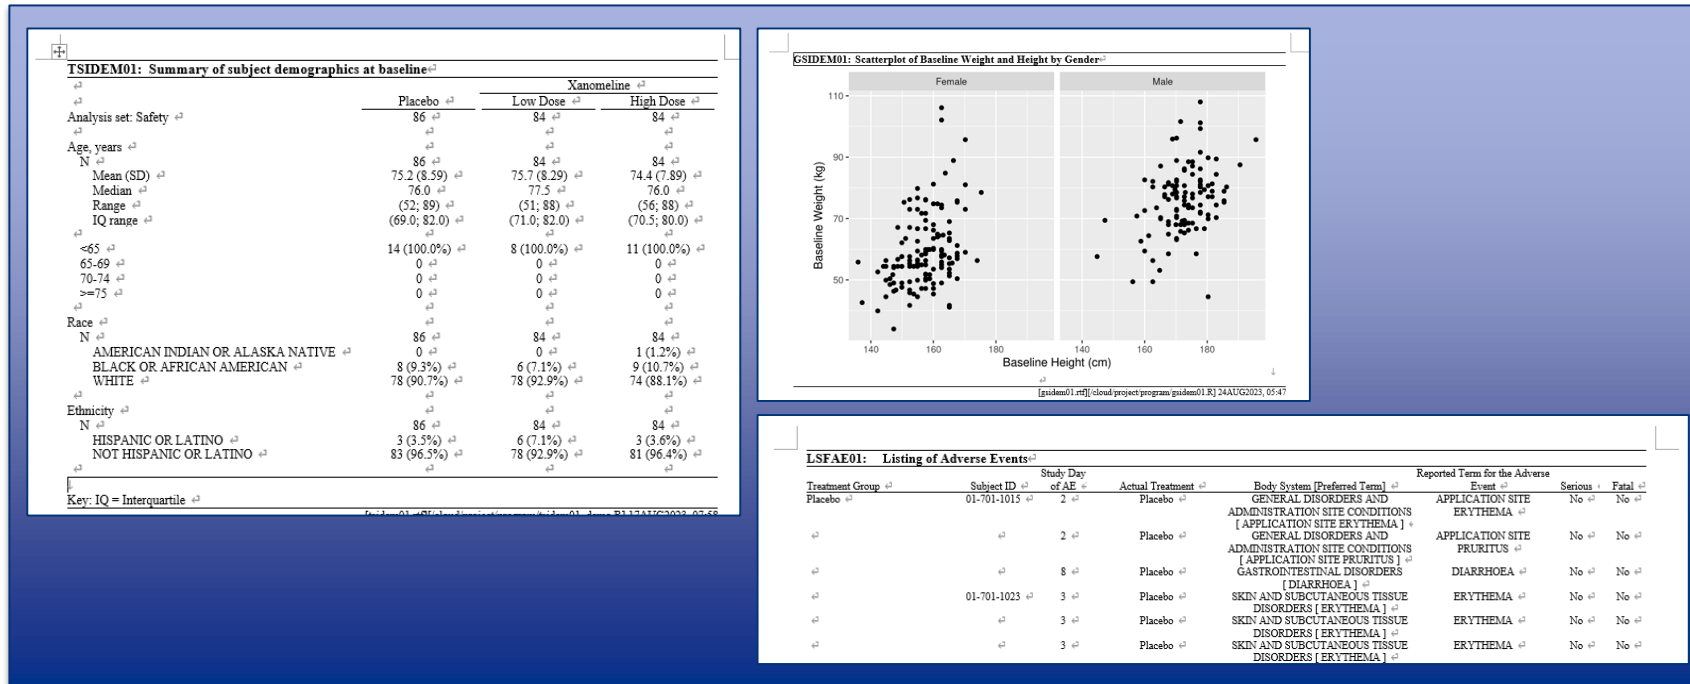 TSIDEM01: Summary of subject demographics at baseline
Xanomeline
Placebo Low Dose High Dose
Analysis set: Safety 86 84 84
Age, years
N 86 84 84
Mean (SD) 75.2 (8.59) 75.7 (8.29) 74.4 (7.89)
Median 76.0 77.5 76.0
Range (52; 89) (51; 88) (56; 88)
IQ range (69.0; 82.0) (71.0; 82.0) (70.5; 80.0)
<65 14 (100.0%) 8 (100.0%) 11 (100.0%)
65-69 0 0 0
70-74 0 0 0
>=75 0 0 0
Race
N 86 84 84
AMERICAN INDIAN OR ALASKA NATIVE 0 0 1 (1.2%)
BLACK OR AFRICAN AMERICAN 8 (9.3%) 6 (7.1%) 9 (10.7%)
WHITE 78 (90.7%) 78 (92.9%) 74 (88.1%)
Ethnicity
N 86 84 84
HISPANIC OR LATINO 3 (3.5%) 6 (7.1%) 3 (3.6%)
NOT HISPANIC OR LATINO 83 (96.5%) 78 (92.9%) 81 (96.4%)
Key: IQ = Interquartile
GSIDEM01: Scatterplot of Baseline Weight and Height by Gender
Female Male
110
90
70
50
Baseline Weight (kg)
140 160 180 140 160 180
Baseline Height (cm)
[gsidem01.rtf][/cloud/project/program/gsidem01.R] 24AUG2023, 05:47
LSFAE01: Listing of Adverse Events
Study Day Reported Term for the Adverse
Treatment Group Subject ID of AE Actual Treatment Body System [Preferred Term] Event Serious Fatal
Placebo 01-701-1015 2 Placebo GENERAL DISORDERS AND APPLICATION SITE No No
ADMINISTRATION SITE CONDITIONS ERYTHEMA
[ APPLICATION SITE ERYTHEMA ]
2 Placebo GENERAL DISORDERS AND APPLICATION SITE No No
ADMINISTRATION SITE CONDITIONS PRURITUS
[ APPLICATION SITE PRURITUS ]
8 Placebo GASTROINTESTINAL DISORDERS DIARRHOEA No No
[ DIARRHOEA ]
01-701-1023 3 Placebo SKIN AND SUBCUTANEOUS TISSUE ERYTHEMA No No
DISORDERS [ ERYTHEMA ]
3 Placebo SKIN AND SUBCUTANEOUS TISSUE ERYTHEMA No No
DISORDERS [ ERYTHEMA ]
3 Placebo SKIN AND SUBCUTANEOUS TISSUE ERYTHEMA No No
DISORDERS [ ERYTHEMA ]